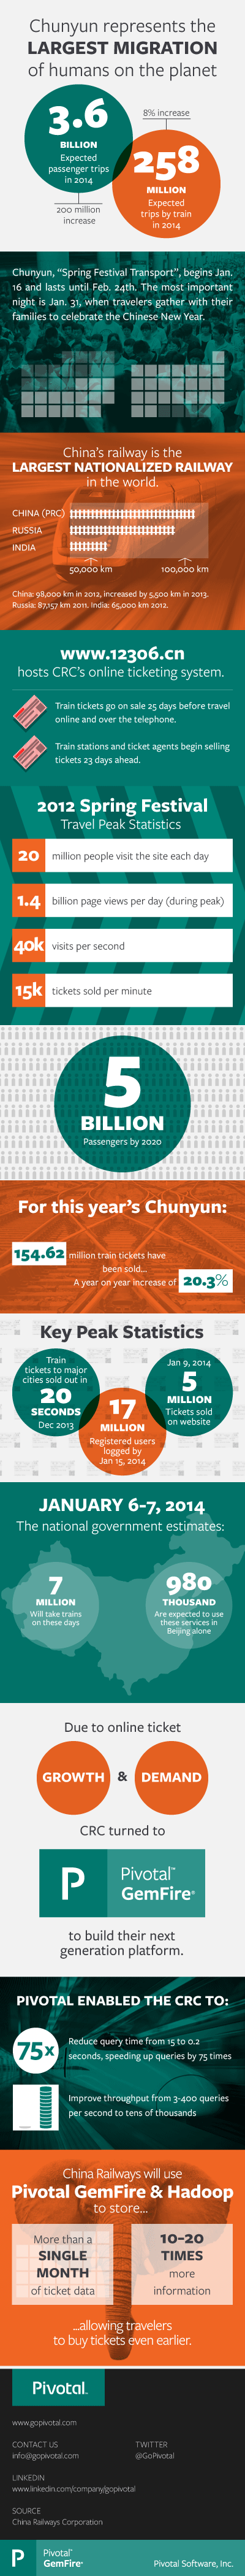 Chunyun represents the
LARGEST MIGRATION
of humans on the planet
3.6
BILLION
Expected
passenger trips
in 2014
200 million
increase
8% increase
258
MILLION
Expected
trips by train
in 2014
Chunyun, “Spring Festival Transport”, begins Jan.
16 and lasts until Feb. 24th. The most important
night is Jan. 31, when travelers gather with their
families to celebrate the Chinese New Year.
China's railway is the
LARGEST NATIONALIZED RAILWAY
in the world.
CHINA (PRC)
RUSSIA
INDIA
50,000 km
100,000 km
China: 98,000 km in 2012, increased by 5,500 km in 2013.
Russia: 87,157 km 2011. India: 65,000 km 2012.
www.12306.cn
hosts CRC's online ticketing system.
Train tickets go on sale 25 days before travel
online and over the telephone.
Train stations and ticket agents begin selling
tickets 23 days ahead.
2012 Spring Festival
Travel Peak Statistics
20 million people visit the site each day
1.4 billion page views per day (during peak)
40k visits per second
15k tickets sold per minute
5
BILLION
Passengers by 2020
For this year's Chunyun:
154.62 million train tickets have
been sold...
A year on year increase of 20.3%
Key Peak Statistics
Train
tickets to major
cities sold out in
20
SECONDS
Dec 2013
Jan 9, 2014
5
MILLION
Tickets sold
on website
17
MILLION
Registered users
logged by
Jan 15, 2014
JANUARY 6-7, 2014
The national government estimates:
7
MILLION
Will take trains
on these days
980
THOUSAND
Are expected to use
these services in
Beijing alone
Due to online ticket
GROWTH & DEMAND
CRC turned to
P Pivotal™
GemFire®
to build their next
generation platform.
PIVOTAL ENABLED THE CRC TO:
75x
Reduce query time from 15 to 0.2
seconds, speeding up queries by 75 times
Improve throughput from 3-400 queries
per second to tens of thousands
China Railways will use
Pivotal GemFire & Hadoop
to store...
More than a
SINGLE
MONTH
of ticket data
10-20
TIMES
more
information
...allowing travelers
to buy tickets even earlier.
Pivotal.
www.gopivotal.com
CONTACT US
info@gopivotal.com
TWITTER
@GoPivotal
LINKEDIN
www.linkedin.com/company/gopivotal
SOURCE
China Railways Corporation
P Pivotal™
GemFire®
Pivotal Software, Inc.